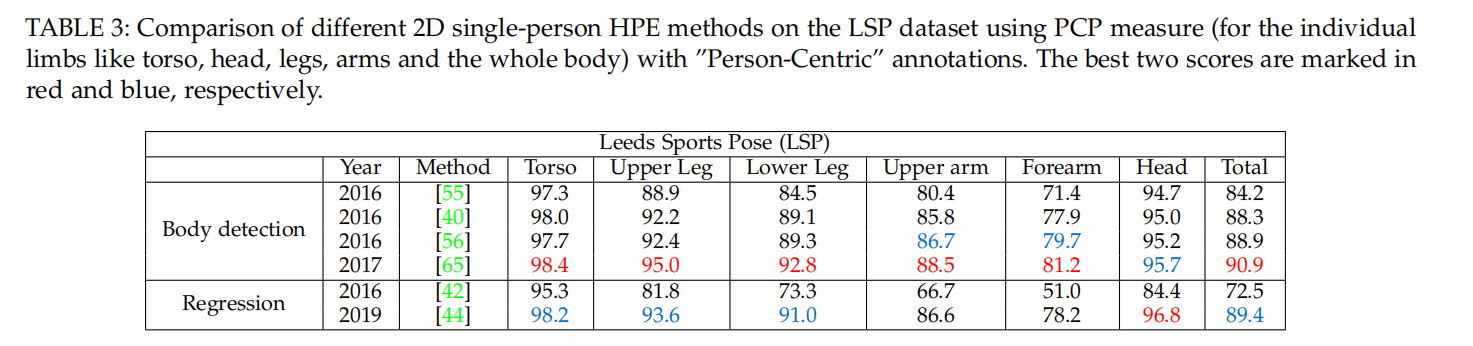 TABLE 3: Comparison of different 2D single-person HPE methods on the LSP dataset using PCP measure (for the individual
limbs like torso, head, legs, arms and the whole body) with ”Person-Centric” annotations. The best two scores are marked in
red and blue, respectively.
Leeds Sports Pose (LSP)
Year Method Torso Upper Leg Lower Leg Upper arm Forearm Head Total
Body detection
2016 [55] 97.3 88.9 84.5 80.4 71.4 94.7 84.2
2016 [40] 98.0 92.2 89.1 85.8 77.9 95.0 88.3
2016 [56] 97.7 92.4 89.3 86.7 79.7 95.2 88.9
2017 [65] 98.4 95.0 92.8 88.5 81.2 95.7 90.9
Regression
2016 [42] 95.3 81.8 73.3 66.7 51.0 84.4 72.5
2019 [44] 98.2 93.6 91.0 86.6 78.2 96.8 89.4